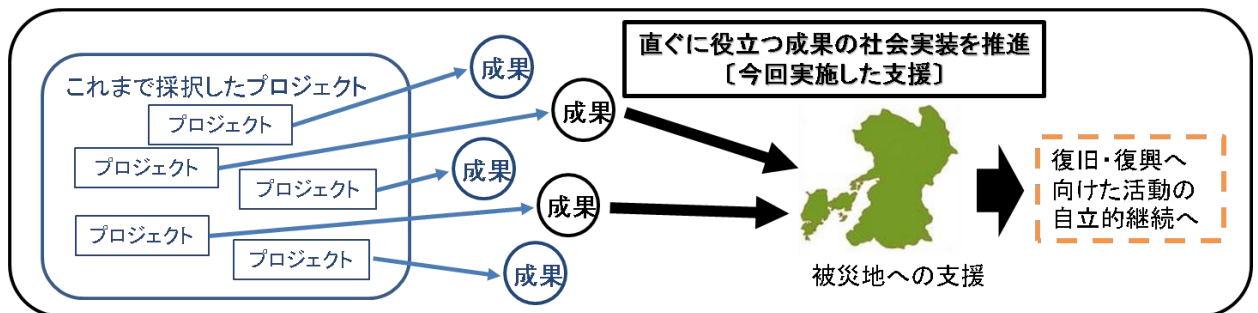 これまで採択したプロジェクト
プロジェクト
プロジェクト
プロジェクト
プロジェクト
プロジェクト
成果
成果
成果
成果
成果
直ぐに役立つ成果の社会実装を推進
〔今回実施した支援〕
被災地への支援
復旧・復興へ
向けた活動の
自立的継続へ